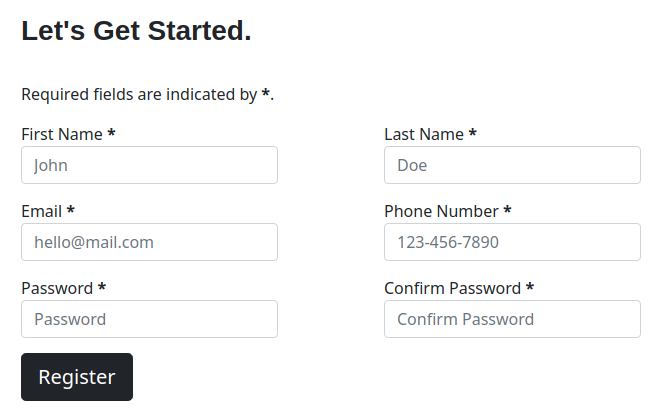 Let's Get Started.
Required fields are indicated by *.
First Name *
Last Name *
John
Doe
Email *
Phone Number *
hello@mail.com
123-456-7890
Password *
Confirm Password *
Password
Confirm Password
Register